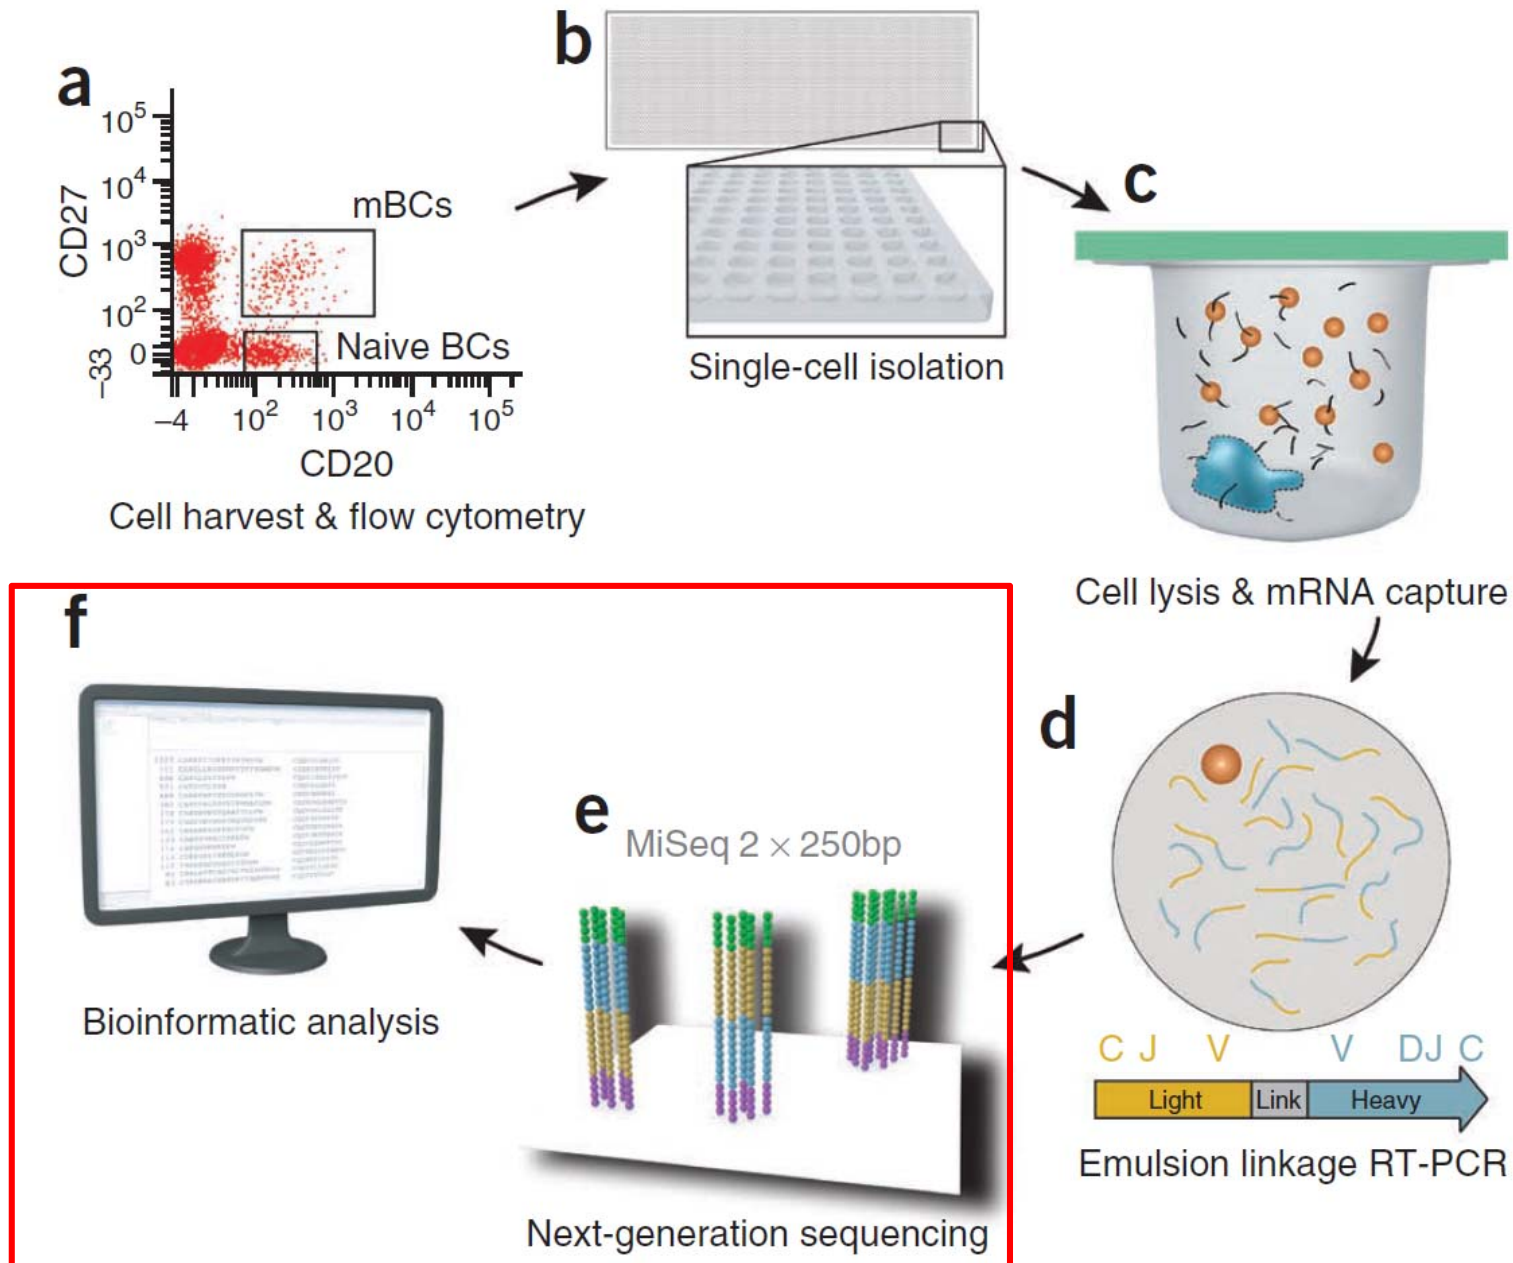 a
10^5
10^4
10^3
10^2
0
–33
CD27
mBCs
Naive BCs
–4
10^2
10^3
10^4
10^5
CD20
Cell harvest & flow cytometry
b
Single-cell isolation
c
Cell lysis & mRNA capture
d
C J V V DJ C
Light Link Heavy
Emulsion linkage RT-PCR
e
MiSeq 2 × 250bp
Next-generation sequencing
f
Bioinformatic analysis